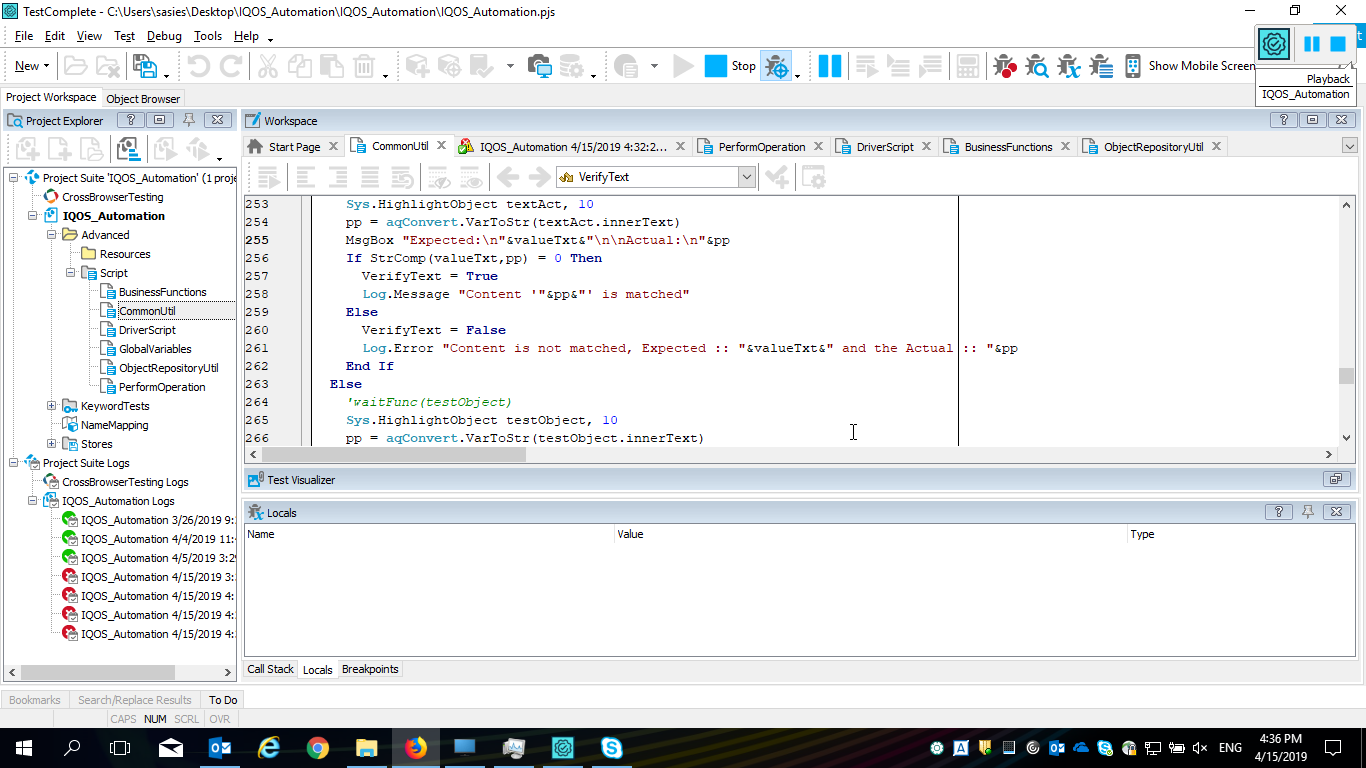 TestComplete - C:\Users\sasies\Desktop\IQOS_Automation\IQOS_Automation\IQOS_Automation.pjs
File Edit View Test Debug Tools Help
New Stop Show Mobile Screen
Playback
IQOS_Automation
Project Workspace Object Browser
Project Explorer
Workspace
Start Page CommonUtil IQOS_Automation 4/15/2019 4:32:2... PerformOperation DriverScript BusinessFunctions ObjectRepositoryUtil
VerifyText
Project Suite 'IQOS_Automation' (1 proje
CrossBrowserTesting
IQOS_Automation
Advanced
Resources
Script
BusinessFunctions
CommonUtil
DriverScript
GlobalVariables
ObjectRepositoryUtil
PerformOperation
KeywordTests
NameMapping
Stores
Project Suite Logs
CrossBrowserTesting Logs
IQOS_Automation Logs
IQOS_Automation 3/26/2019 9:
IQOS_Automation 4/4/2019 11:
IQOS_Automation 4/5/2019 3:29
IQOS_Automation 4/15/2019 3:
IQOS_Automation 4/15/2019 4:
IQOS_Automation 4/15/2019 4:
IQOS_Automation 4/15/2019 4:
253 Sys.HighlightObject textAct, 10
254 pp = aqConvert.VarToStr(textAct.innerText)
255 MsgBox "Expected:\n"&valueTxt&"\n\nActual:\n"&pp
256 If StrComp(valueTxt,pp) = 0 Then
257 VerifyText = True
258 Log.Message "Content '"&pp&"' is matched"
259 Else
260 VerifyText = False
261 Log.Error "Content is not matched, Expected :: "&valueTxt&" and the Actual :: "&pp
262 End If
263 Else
264 'waitFunc(testObject)
265 Sys.HighlightObject testObject, 10
266 pp = aqConvert.VarToStr(testObject.innerText)
Test Visualizer
Locals
Name Value Type
Call Stack Locals Breakpoints
Bookmarks Search/Replace Results To Do
CAPS NUM SCRL OVR
ENG
4:36 PM
4/15/2019